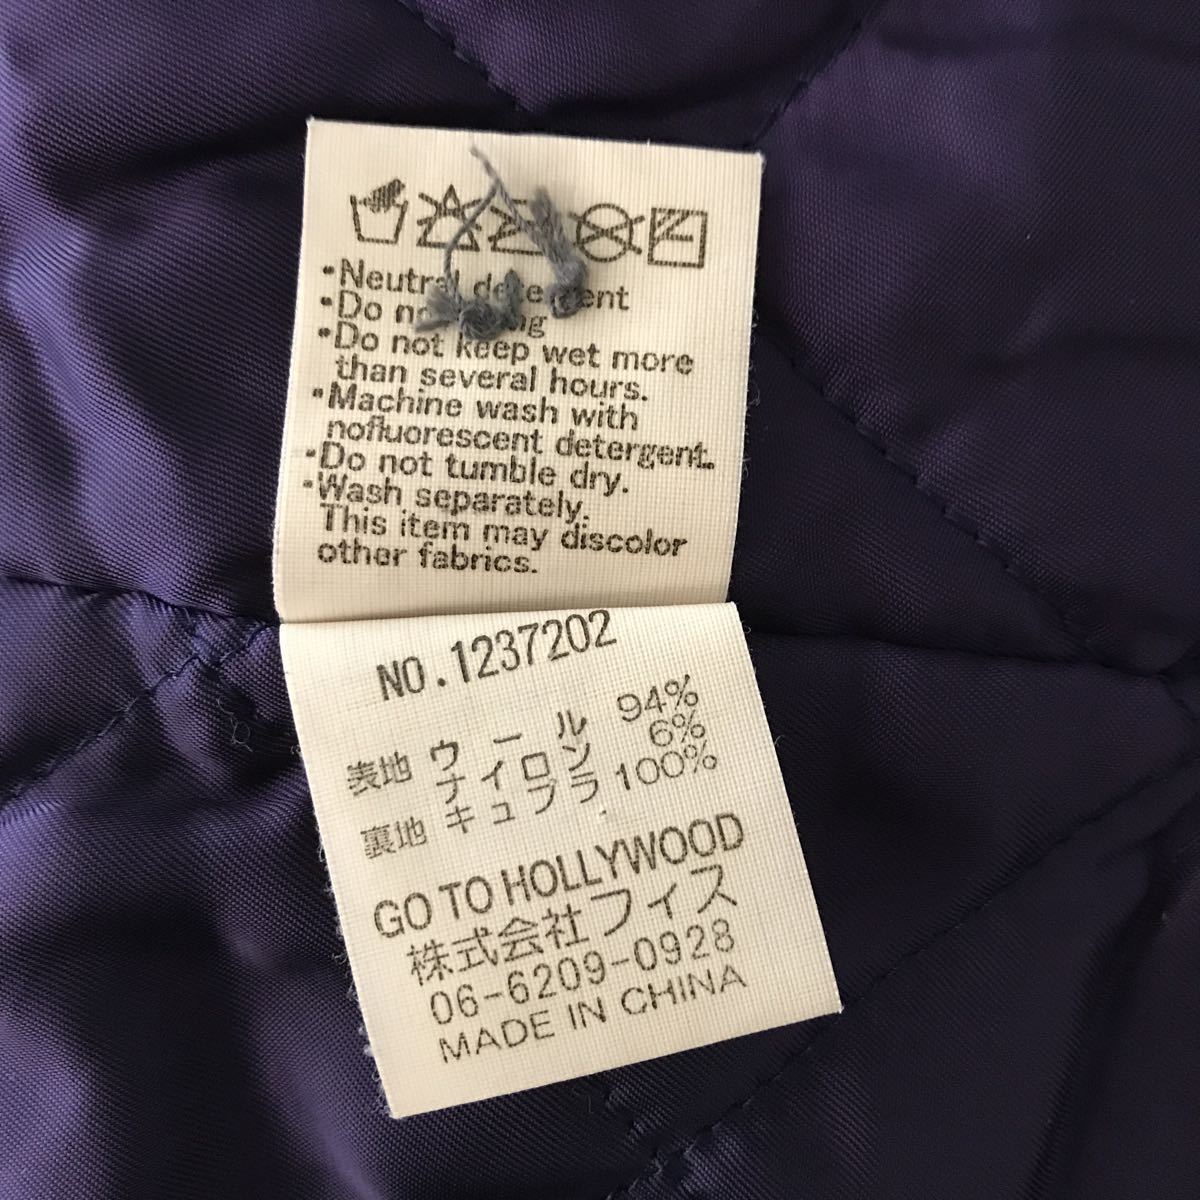 •Neutral detergent
•Do not
•Do not keep wet more
than several hours.
•Machine wash with
nofluorescent detergent.
•Do not tumble dry.
•Wash separately.
This item may discolor
other fabrics.
NO.1237202
表地 ウール 94%
ナイロン 6%
裏地 キュプラ 100%
GO TO HOLLYWOOD
株式会社フィス
06-6209-0928
MADE IN CHINA